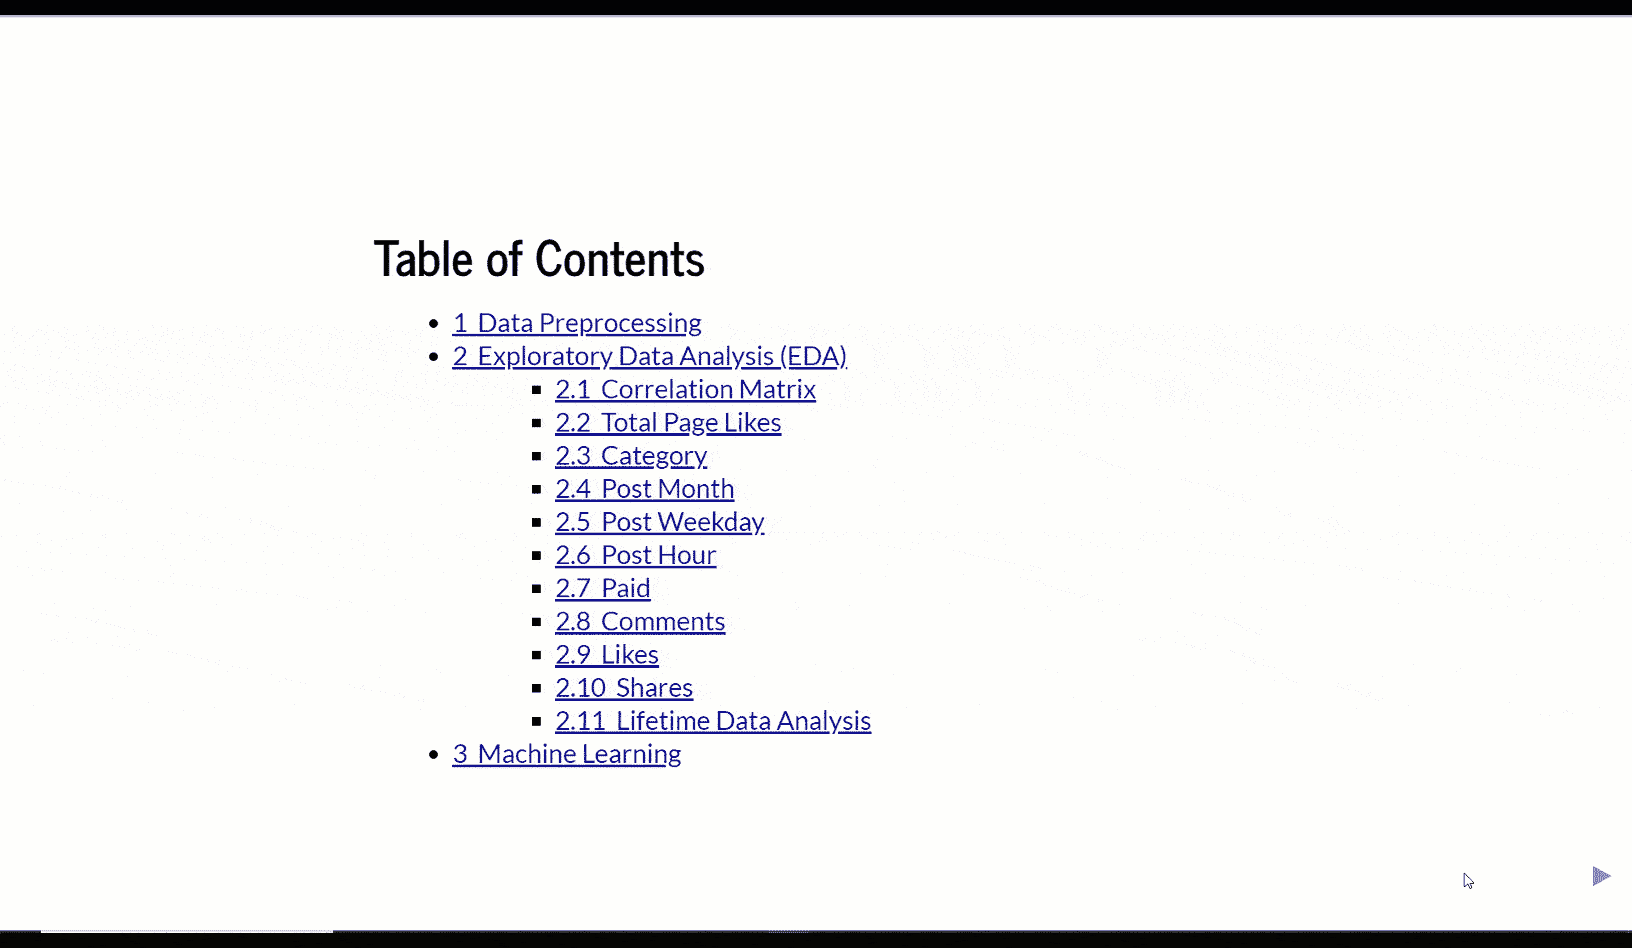 Table of Contents
1 Data Preprocessing
2 Exploratory Data Analysis (EDA)
2.1 Correlation Matrix
2.2 Total Page Likes
2.3 Category
2.4 Post Month
2.5 Post Weekday
2.6 Post Hour
2.7 Paid
2.8 Comments
2.9 Likes
2.10 Shares
2.11 Lifetime Data Analysis
3 Machine Learning